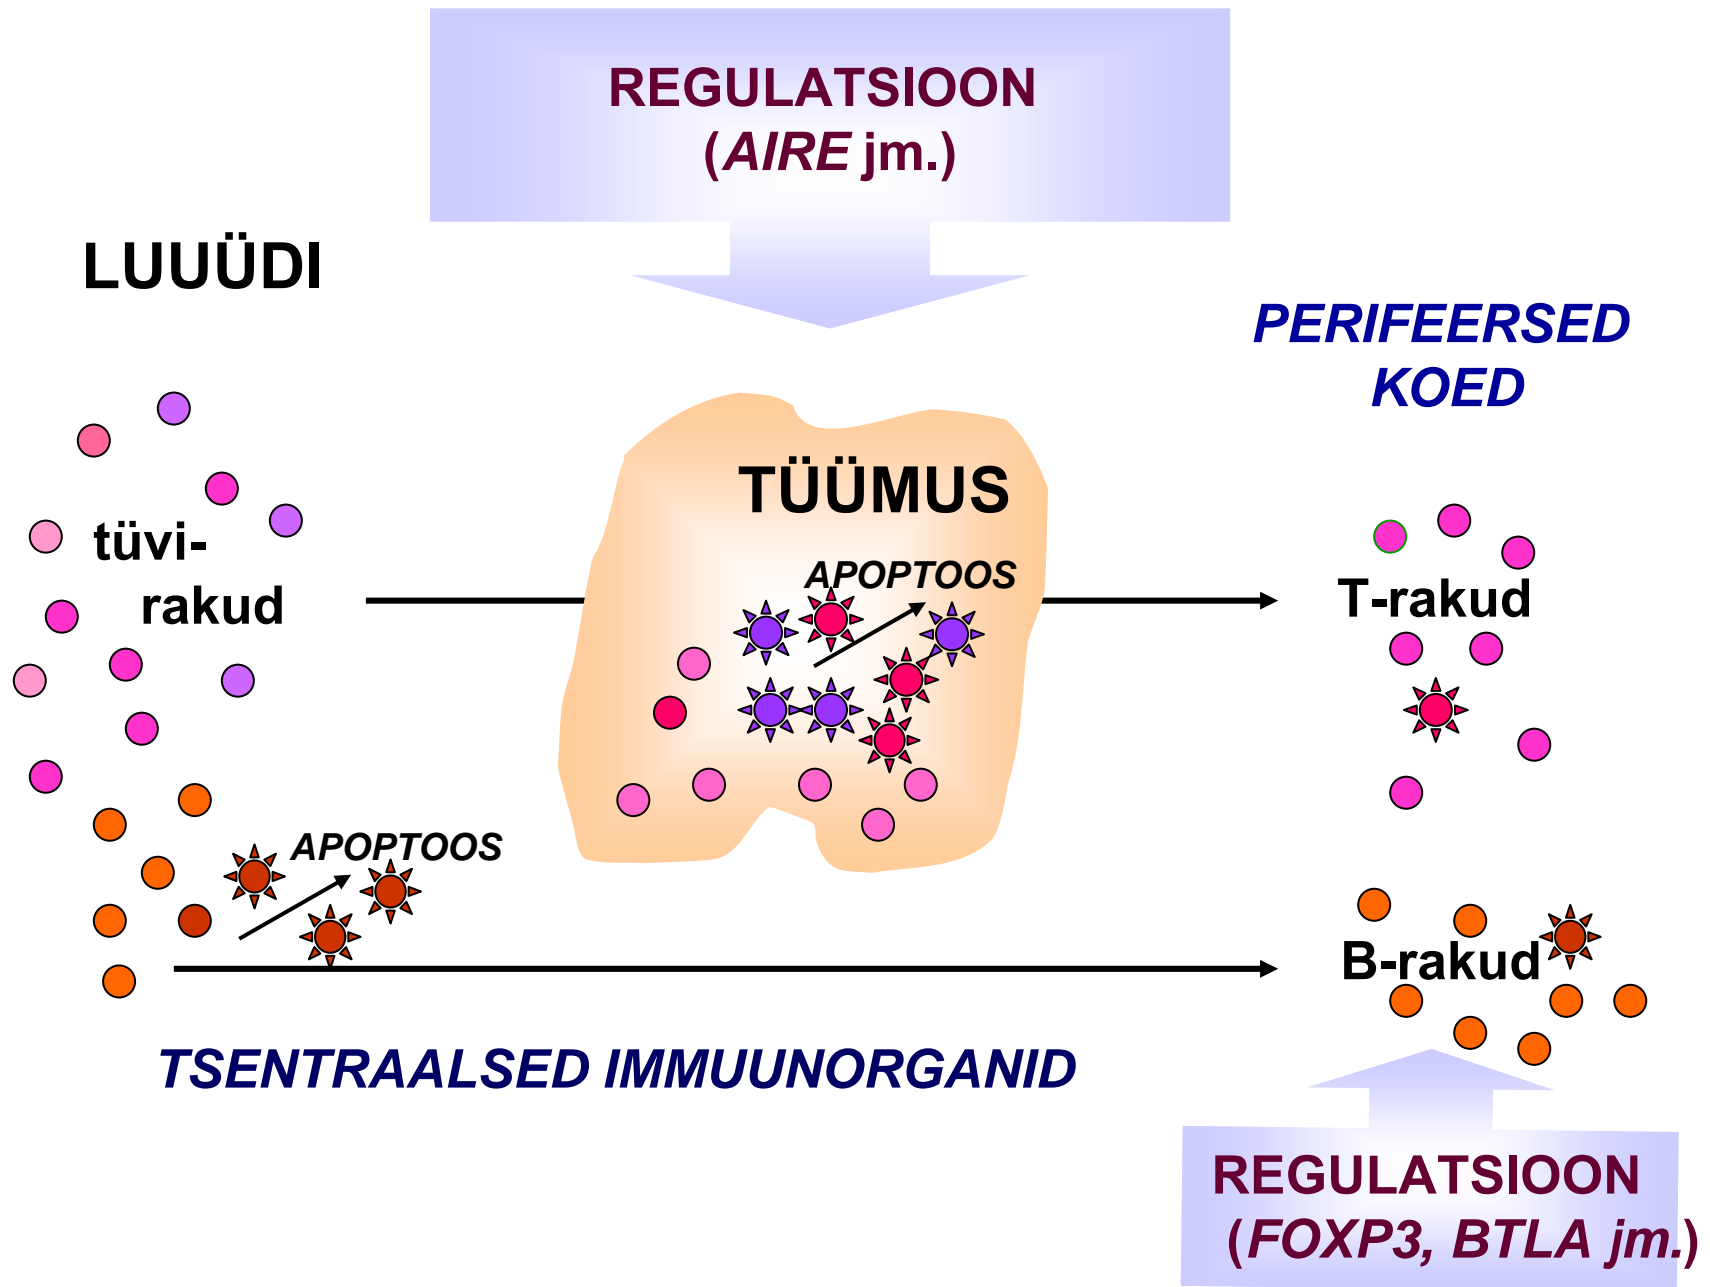 REGULATSIOON
(AIRE jm.)
LUUÜDI
PERIFEERSED
KOED
TÜÜMUS
tüvi-
rakud
APOPTOOS
T-rakud
APOPTOOS
B-rakud
TSENTRAALSED IMMUUNORGANID
REGULATSIOON
(FOXP3, BTLA jm.)